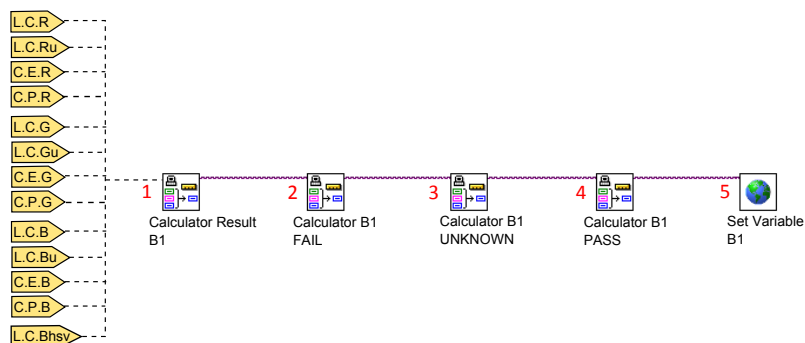 L.C.R
L.C.Ru
C.E.R
C.P.R
L.C.G
L.C.Gu
C.E.G
C.P.G
L.C.B
L.C.Bu
C.E.B
C.P.B
L.C.Bhsv
1
Calculator Result
B1
2
Calculator B1
FAIL
3
Calculator B1
UNKNOWN
4
Calculator B1
PASS
5
Set Variable
B1